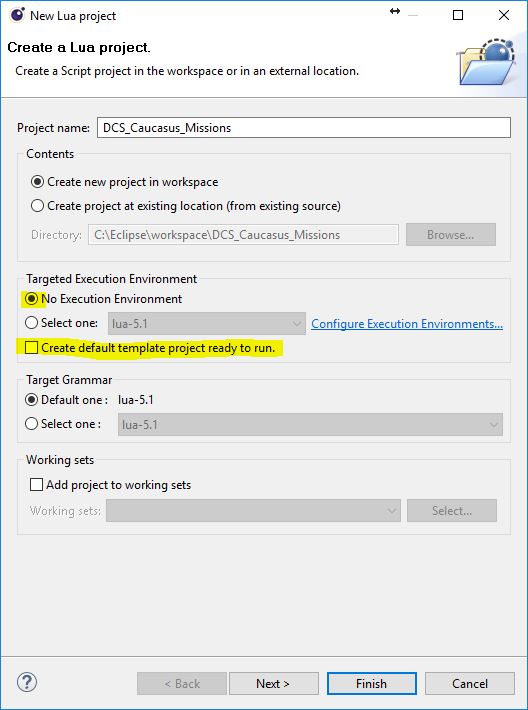 New Lua project
Create a Lua project.
Create a Script project in the workspace or in an external location.
Project name: DCS_Caucasus_Missions
Contents
Create new project in workspace
Create project at existing location (from existing source)
Directory: C:\Eclipse\workspace\DCS_Caucasus_Missions Browse...
Targeted Execution Environment
No Execution Environment
Select one: lua-5.1 Configure Execution Environments...
Create default template project ready to run.
Target Grammar
Default one : lua-5.1
Select one : lua-5.1
Working sets
Add project to working sets
Working sets: Select...
? < Back Next > Finish Cancel